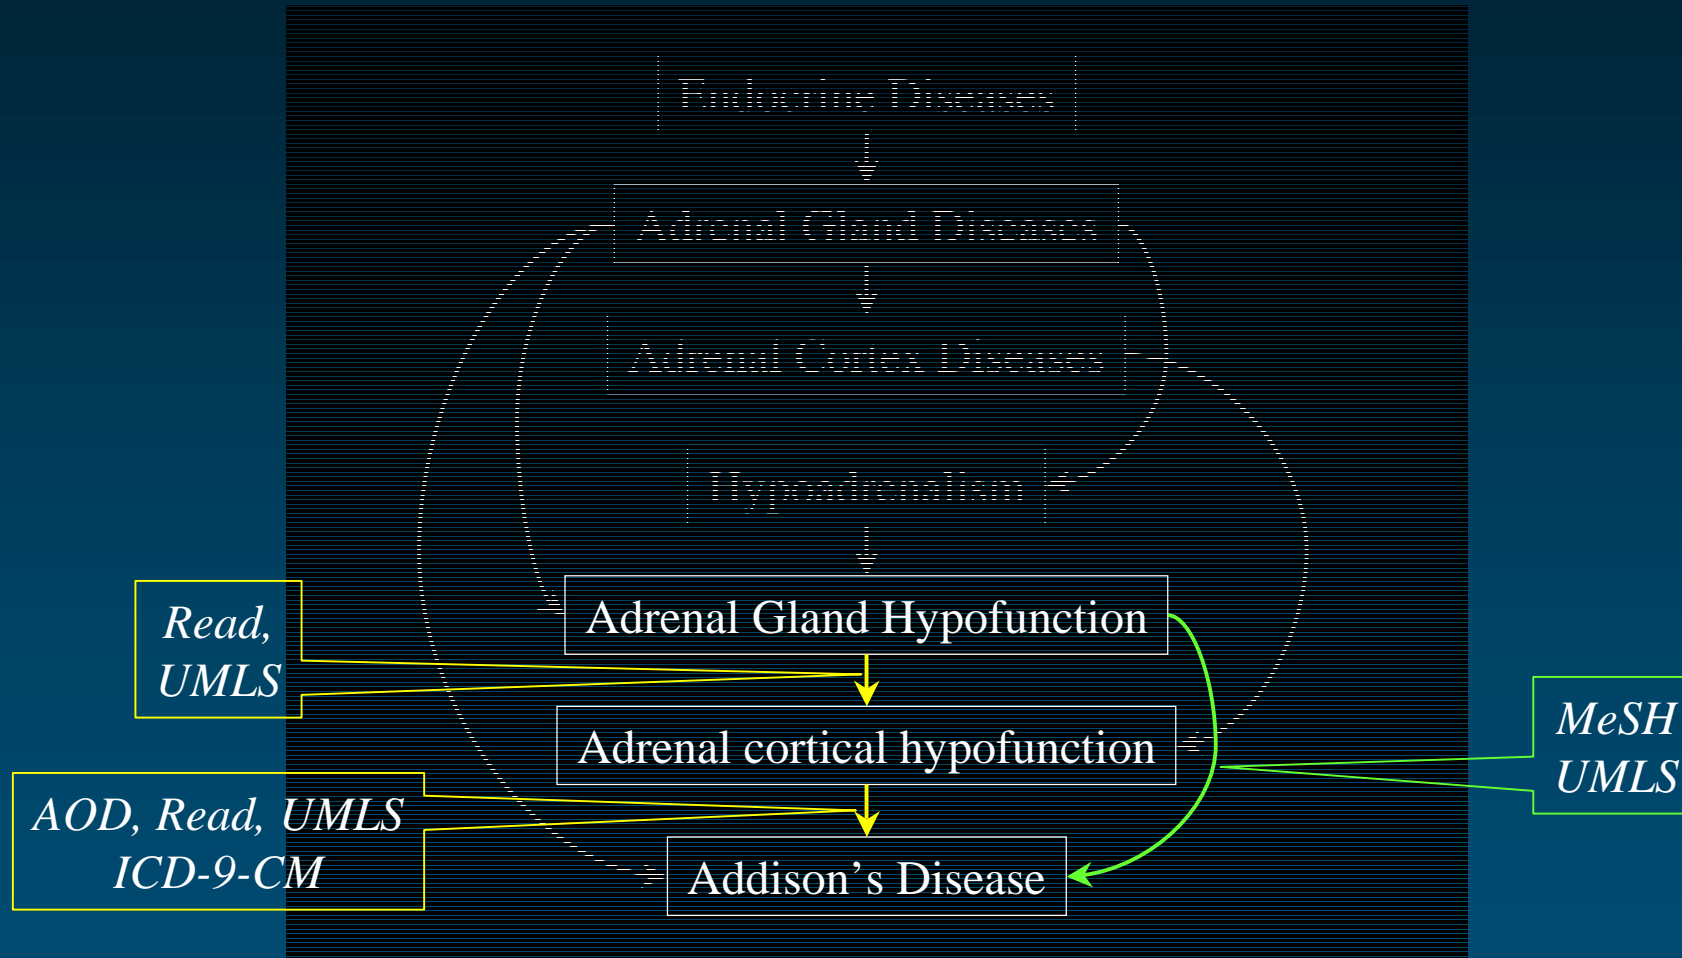 Endocrine Diseases
Adrenal Gland Diseases
Adrenal Cortex Diseases
Hypoadrenalism
Adrenal Gland Hypofunction
Read,
UMLS
Adrenal cortical hypofunction
MeSH
UMLS
AOD, Read, UMLS
ICD-9-CM
Addison’s Disease